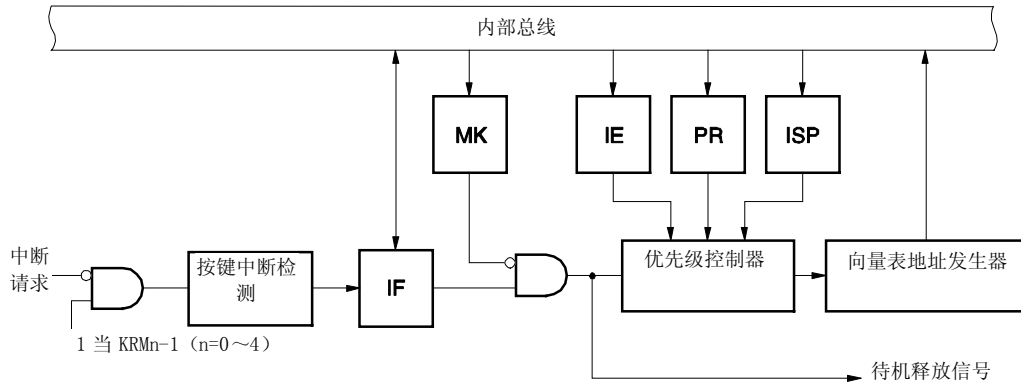 内部总线
MK
IE
PR
ISP
中断
请求
按键中断检
测
IF
优先级控制器
向量表地址发生器
1 当 KRMn-1（n=0～4）
待机释放信号